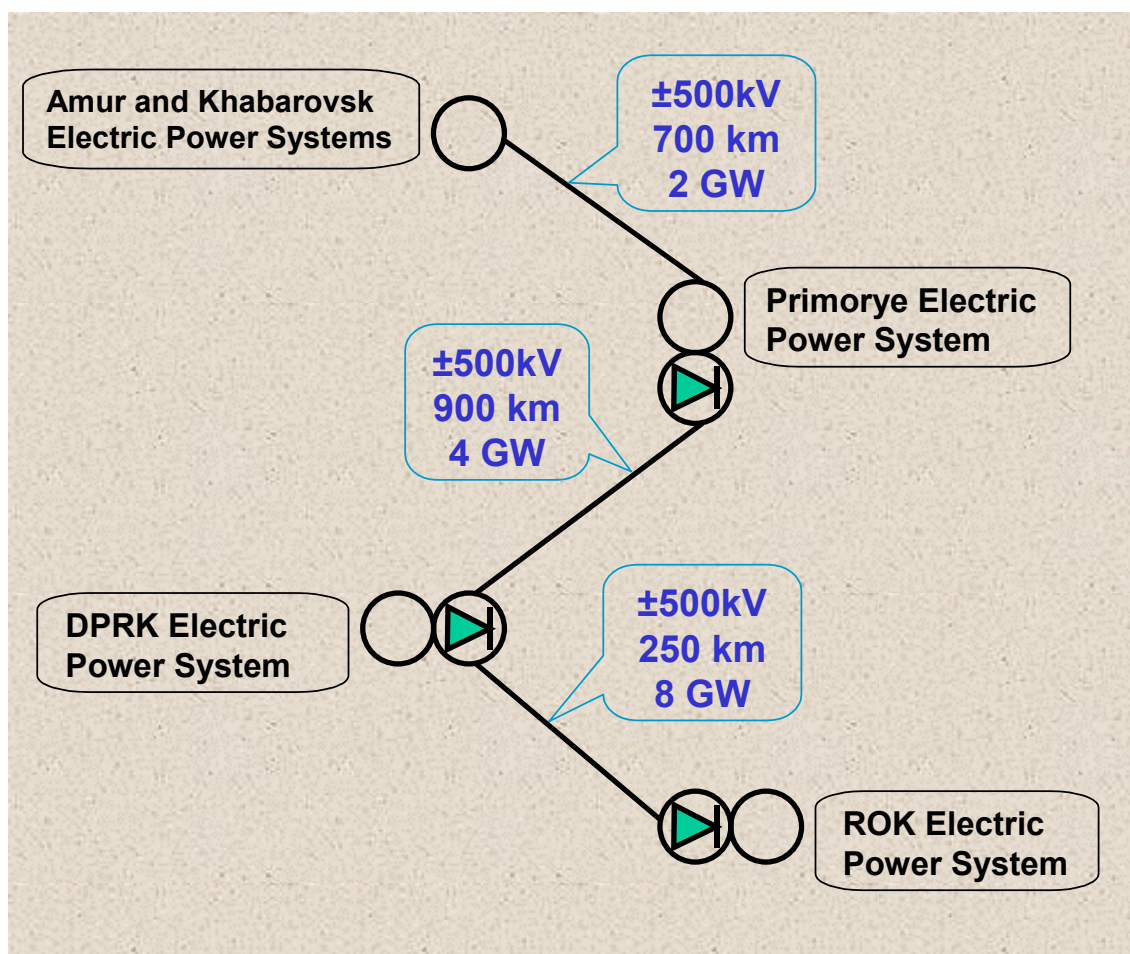 Amur and Khabarovsk
Electric Power Systems
±500kV
700 km
2 GW
Primorye Electric
Power System
±500kV
900 km
4 GW
DPRK Electric
Power System
±500kV
250 km
8 GW
ROK Electric
Power System